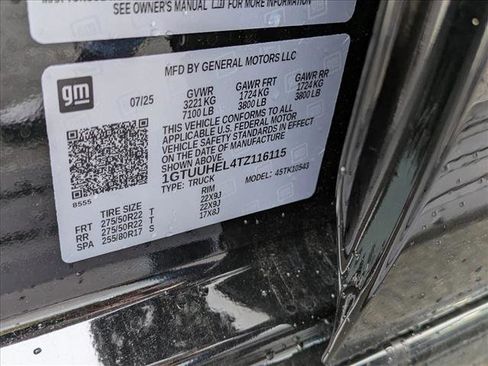 SEE OWNER'S MANUAL FOR MORE INFORMATION
gm
MFD BY GENERAL MOTORS LLC
07/25
GVWR GAWR FRT GAWR RR
3221 KG 1724 KG 1724 KG
7100 LB 3800 LB 3800 LB
THIS VEHICLE CONFORMS TO ALL
APPLICABLE U.S. FEDERAL MOTOR
VEHICLE SAFETY STANDARDS IN EFFECT
ON THE DATE OF MANUFACTURE
SHOWN ABOVE.
1GTUUHEL4TZ116115
TYPE: TRUCK MODEL: 4STK10543
8555
TIRE SIZE RIM
FRT 275/50R22 T 22X9J
RR 275/50R22 T 22X9J
SPA 255/80R17 S 17X8J